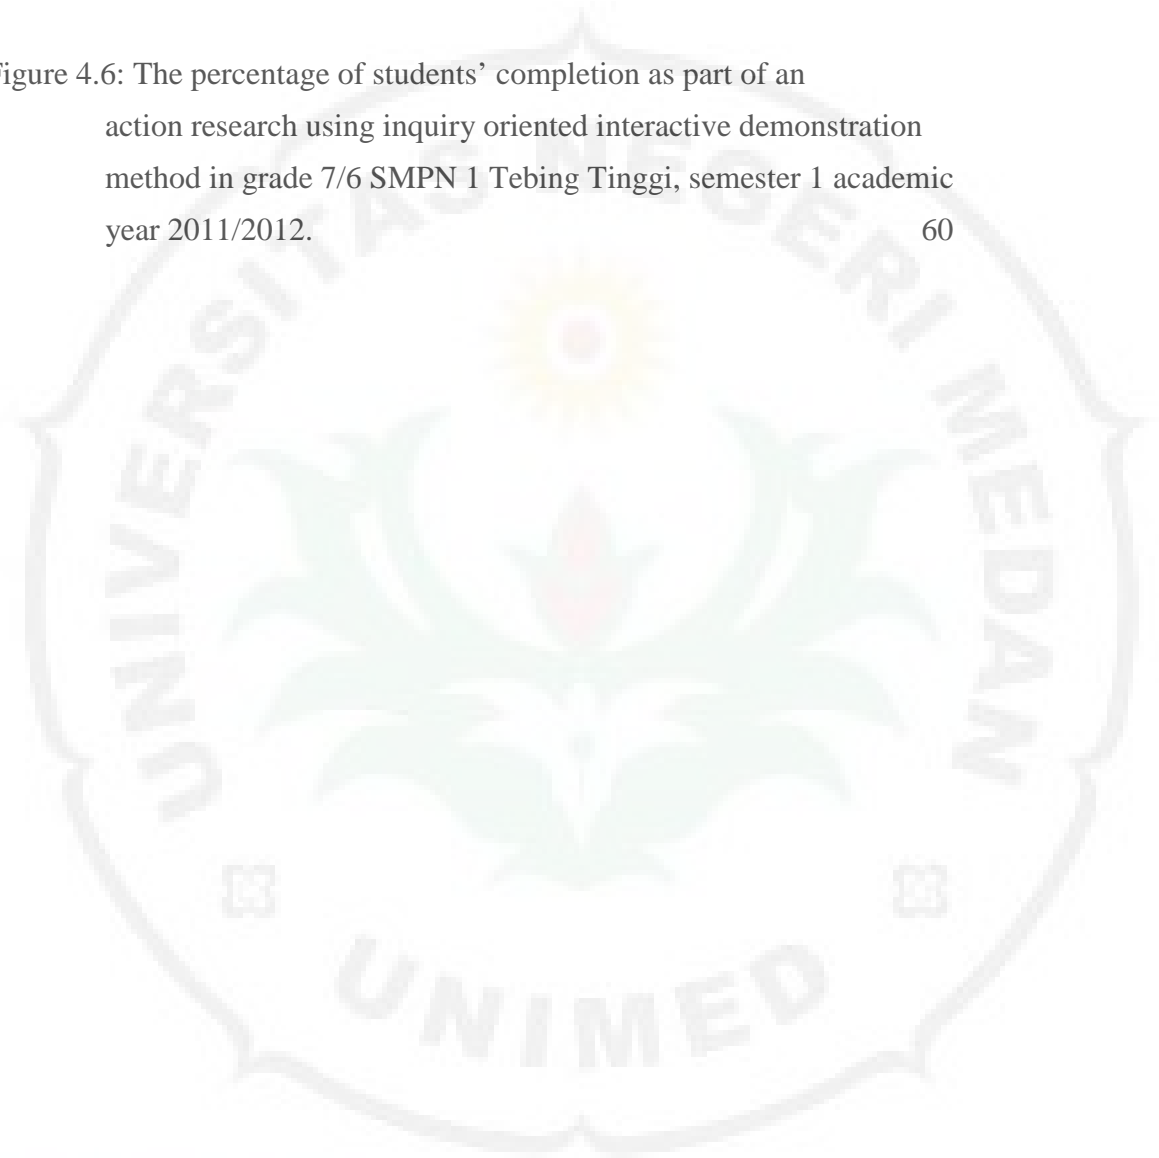 Figure 4.6: The percentage of students’ completion as part of an
action research using inquiry oriented interactive demonstration
method in grade 7/6 SMPN 1 Tebing Tinggi, semester 1 academic
year 2011/2012. 60
UNIVERSITAS NEGERI MEDAN
UNIMED